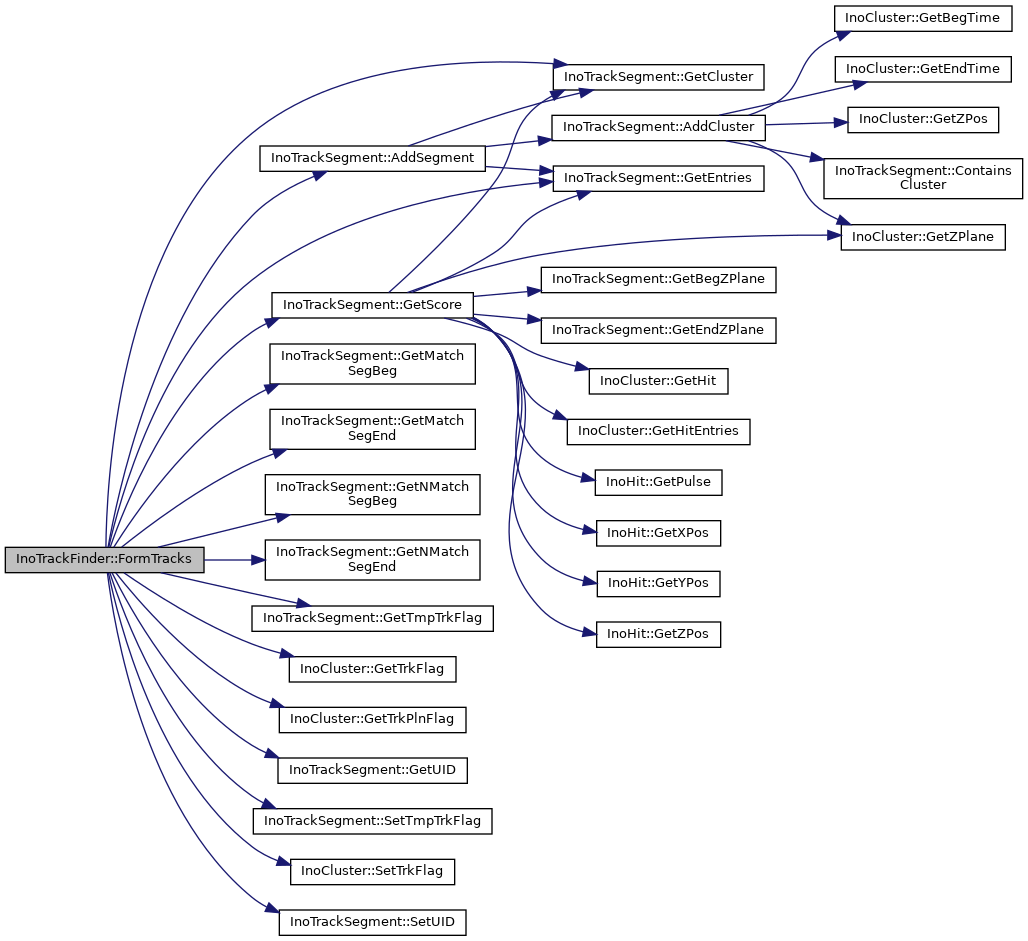 InoCluster::GetBegTime
InoCluster::GetEndTime
InoTrackSegment::GetCluster
InoCluster::GetZPos
InoTrackSegment::AddCluster
InoTrackSegment::AddSegment
InoTrackSegment::Contains
Cluster
InoTrackSegment::GetEntries
InoCluster::GetZPlane
InoTrackSegment::GetBegZPlane
InoTrackSegment::GetScore
InoTrackSegment::GetEndZPlane
InoTrackSegment::GetMatch
SegBeg
InoCluster::GetHit
InoTrackSegment::GetMatch
SegEnd
InoCluster::GetHitEntries
InoTrackSegment::GetNMatch
SegBeg
InoHit::GetPulse
InoHit::GetXPos
InoTrackFinder::FormTracks
InoTrackSegment::GetNMatch
SegEnd
InoHit::GetYPos
InoTrackSegment::GetTmpTrkFlag
InoHit::GetZPos
InoCluster::GetTrkFlag
InoCluster::GetTrkPlnFlag
InoTrackSegment::GetUID
InoTrackSegment::SetTmpTrkFlag
InoCluster::SetTrkFlag
InoTrackSegment::SetUID